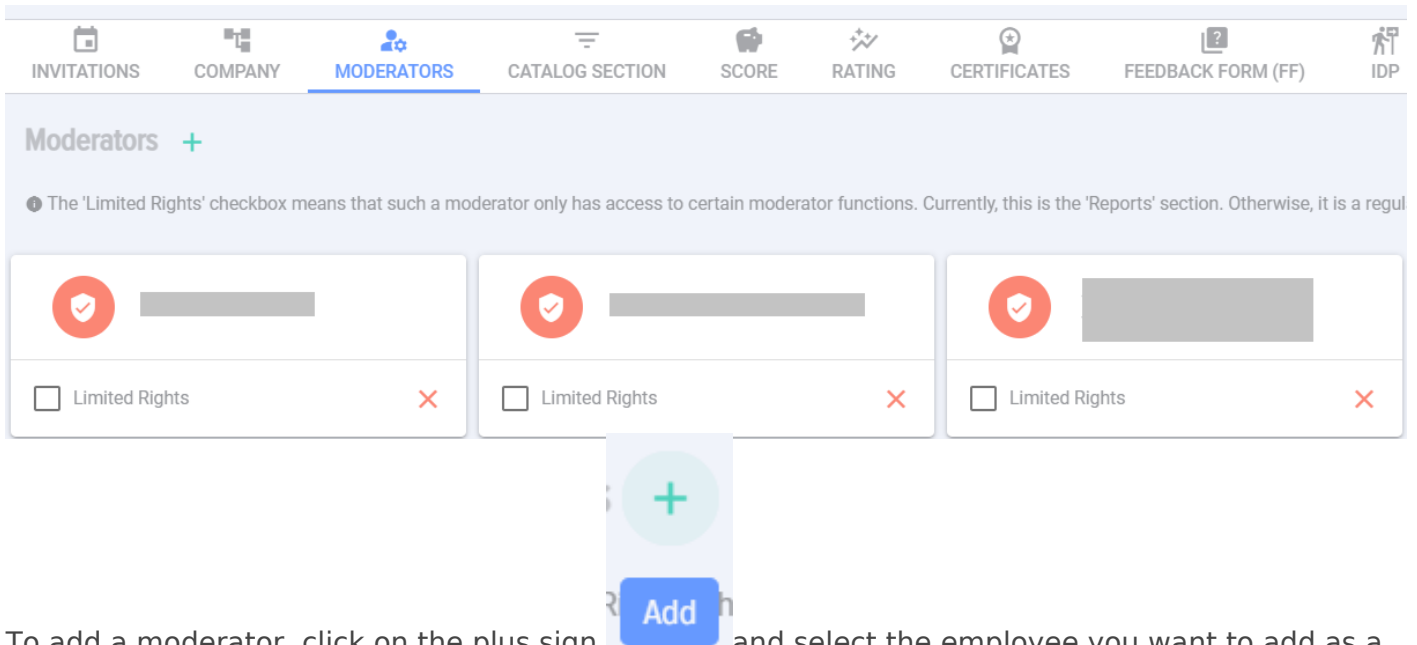 INVITATIONS COMPANY MODERATORS CATALOG SECTION SCORE RATING CERTIFICATES FEEDBACK FORM (FF) IDP
Moderators +
The 'Limited Rights' checkbox means that such a moderator only has access to certain moderator functions. Currently, this is the 'Reports' section. Otherwise, it is a regul
Limited Rights Limited Rights Limited Rights
+
Add
To add a moderator, click on the plus sign and select the employee you want to add as a